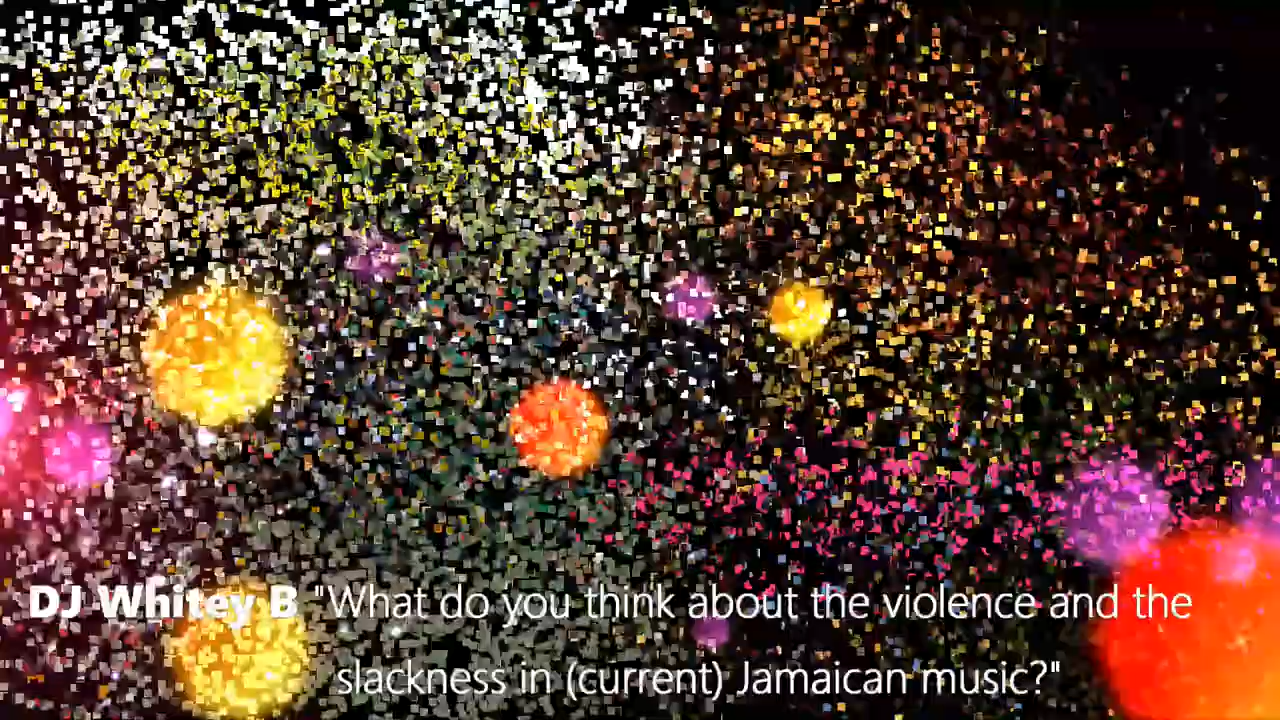 DJ Whitey B "What do you think about the violence and the
slackness in (current) Jamaican music?"